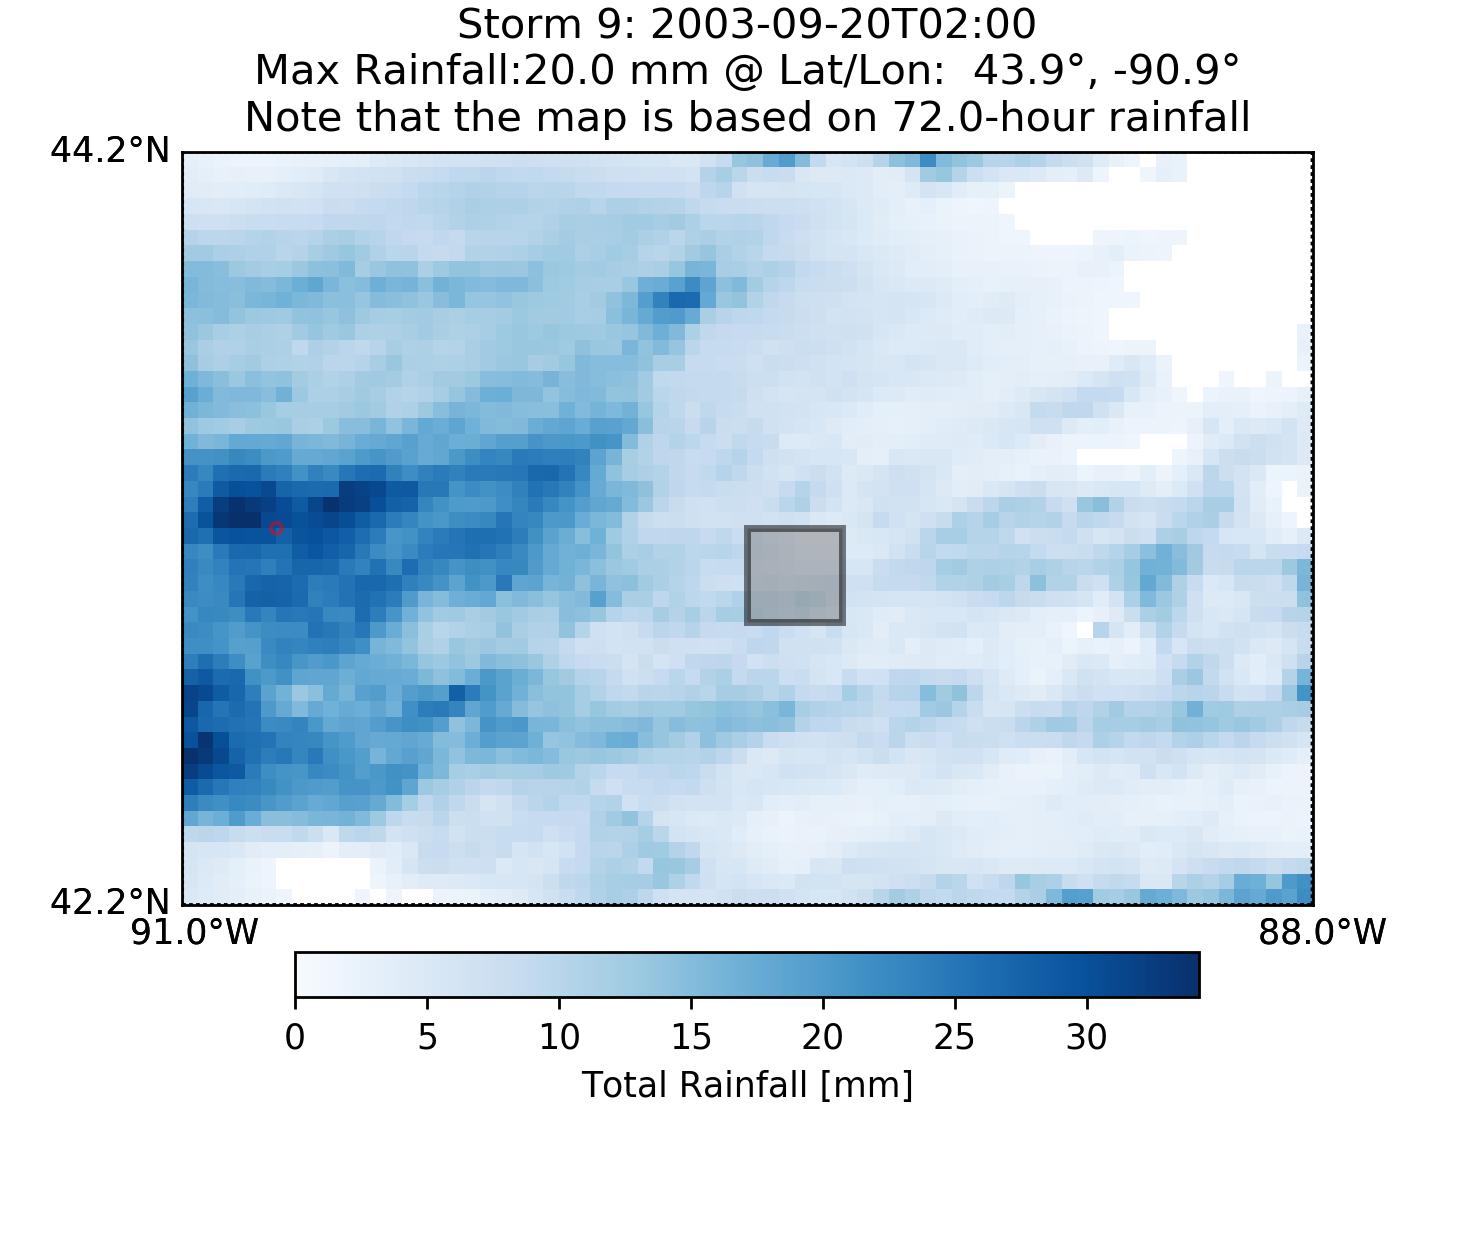 Storm 9: 2003-09-20T02:00
Max Rainfall:20.0 mm @ Lat/Lon:  43.9°, -90.9°
Note that the map is based on 72.0-hour rainfall
44.2°N
42.2°N
91.0°W
88.0°W
0 5 10 15 20 25 30
Total Rainfall [mm]